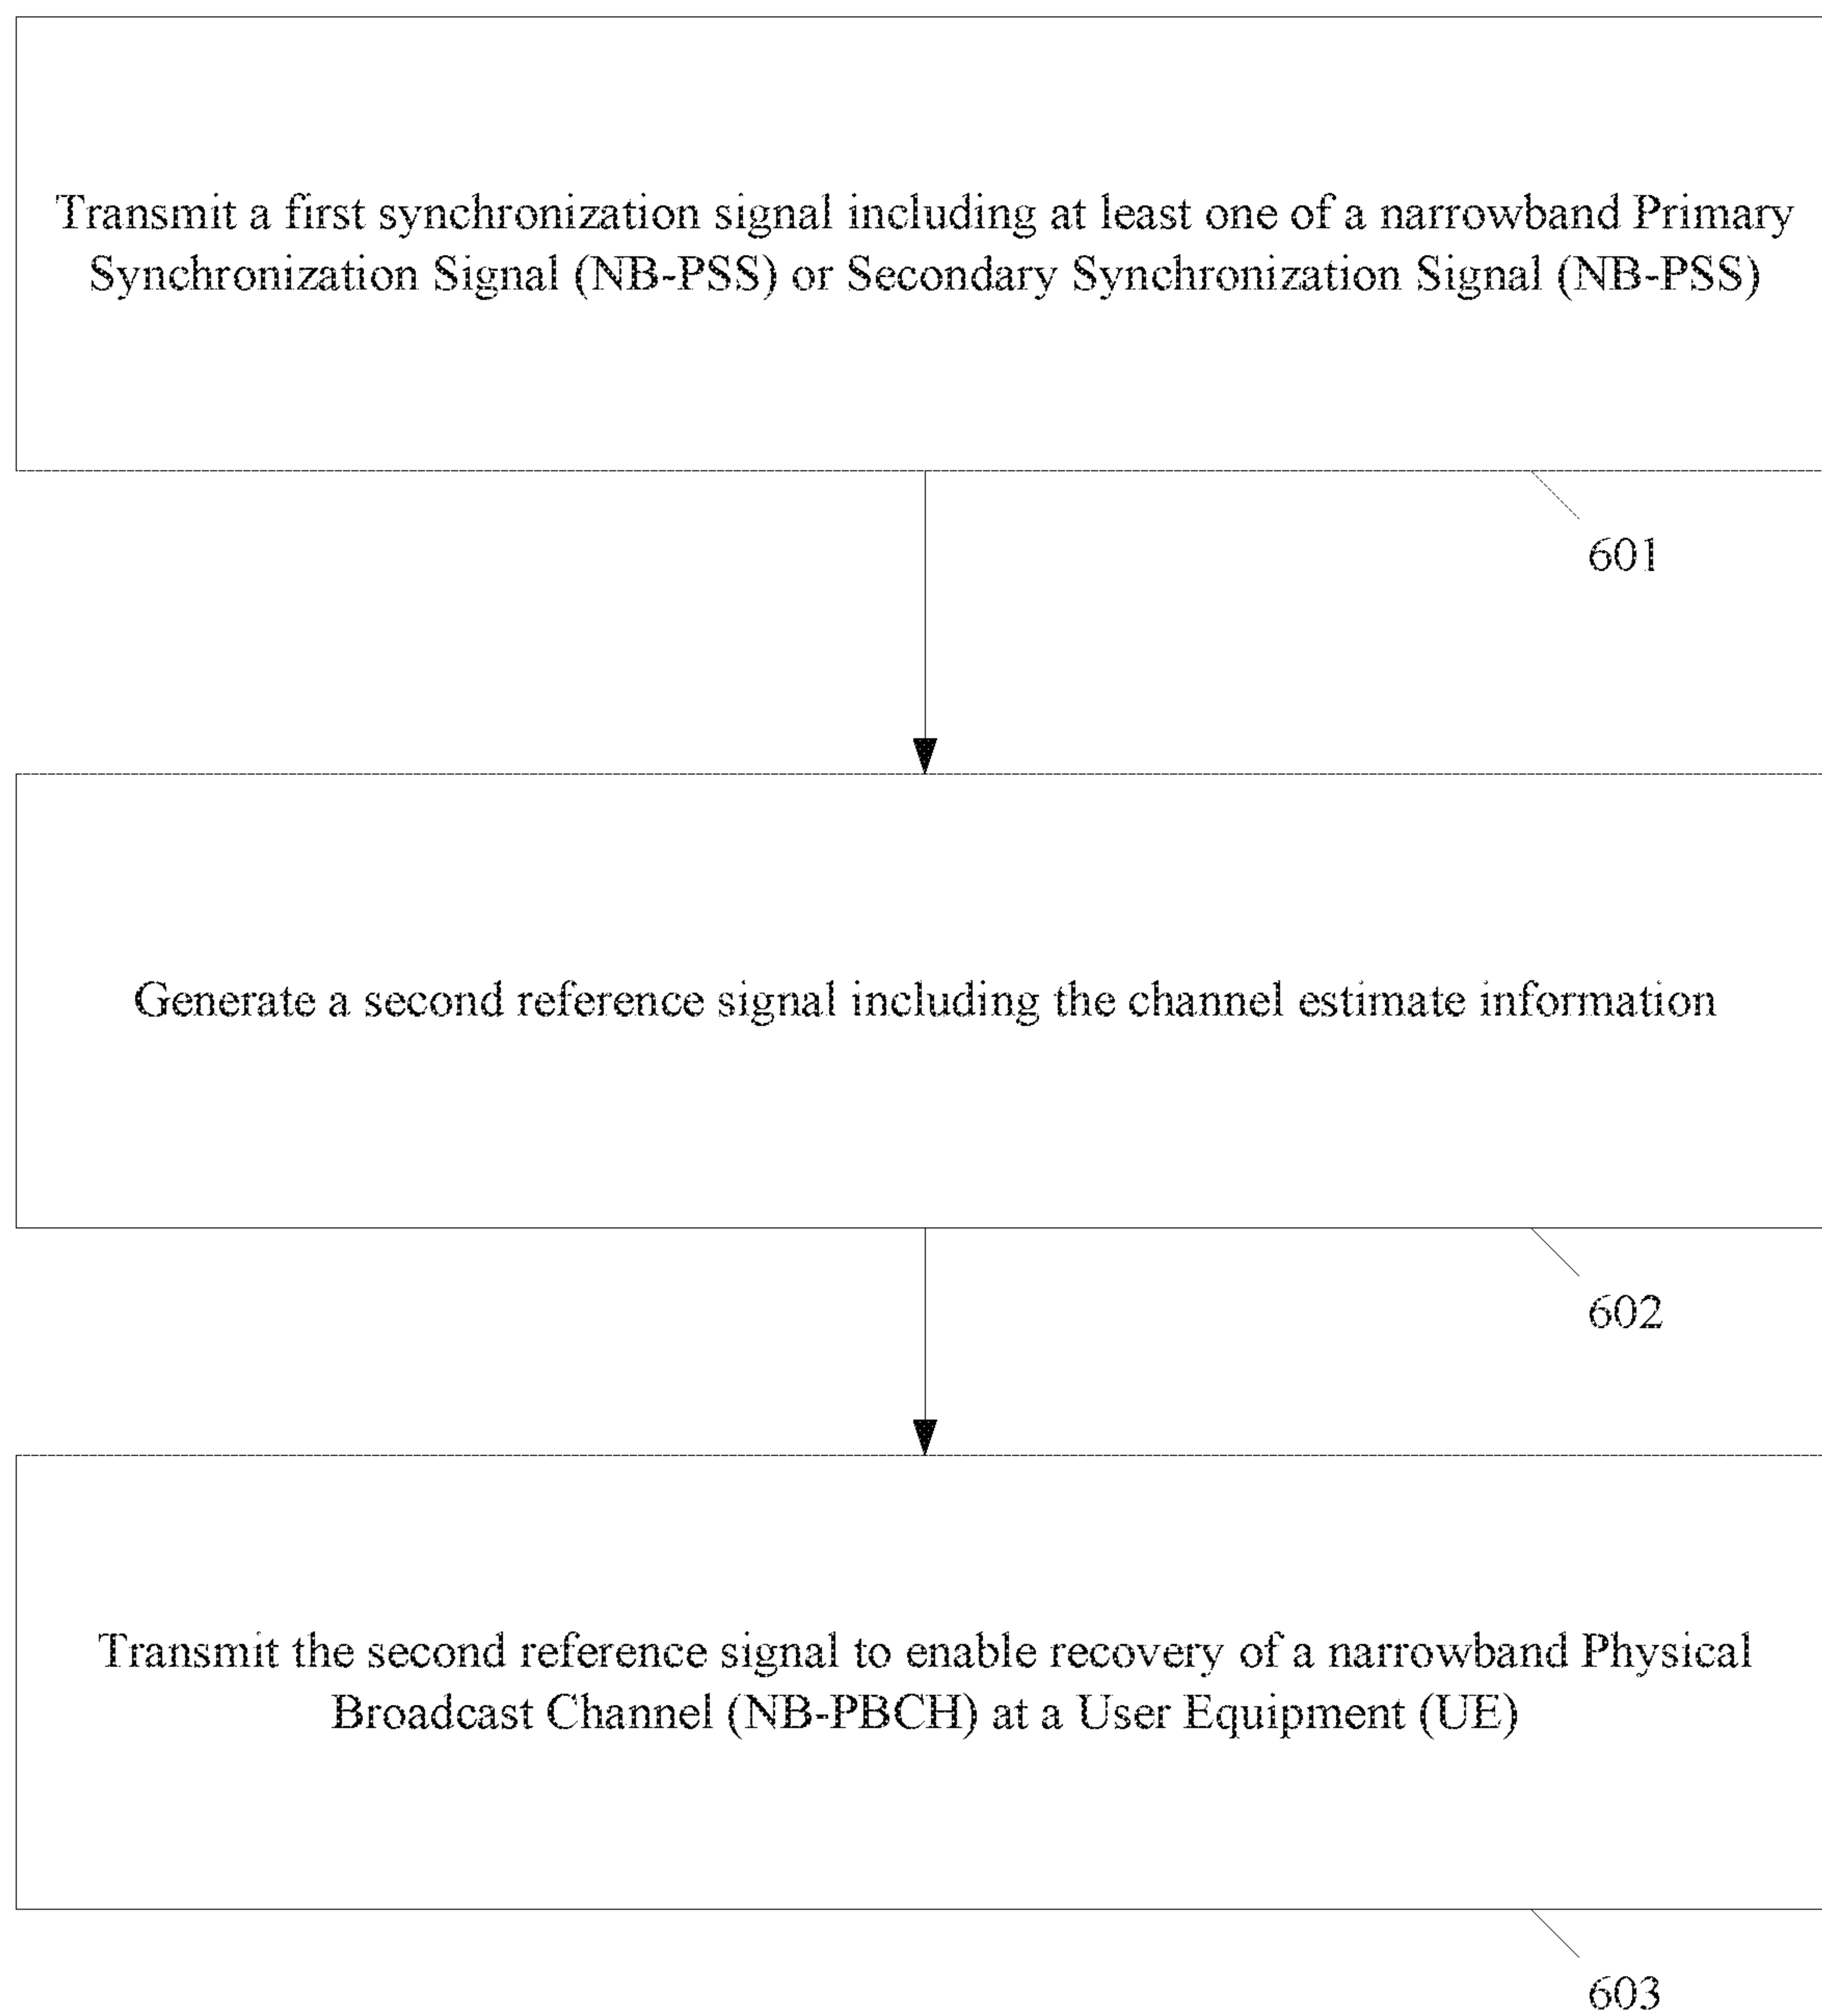 Transmit a first synchronization signal including at least one of a narrowband Primary
Synchronization Signal (NB-PSS) or Secondary Synchronization Signal (NB-PSS)
601
Generate a second reference signal including the channel estimate information
602
Transmit the second reference signal to enable recovery of a narrowband Physical
Broadcast Channel (NB-PBCH) at a User Equipment (UE)
603